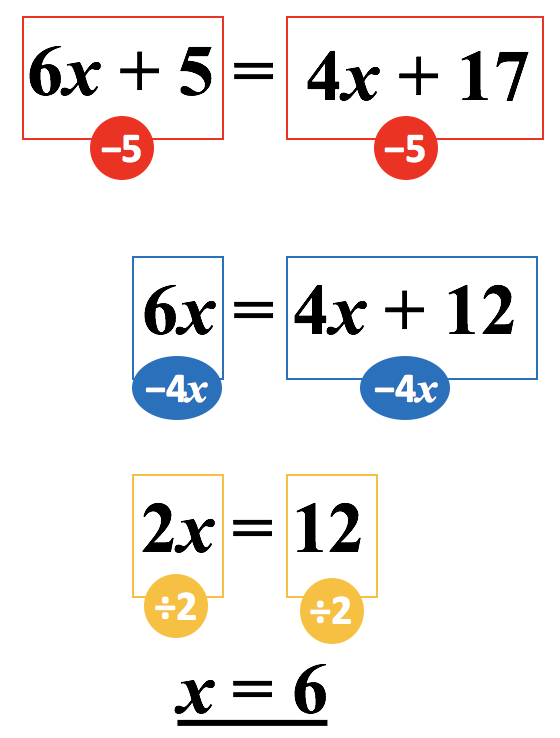 6x + 5 = 4x + 17
–5 –5
6x = 4x + 12
–4x –4x
2x = 12
÷2 ÷2
x = 6